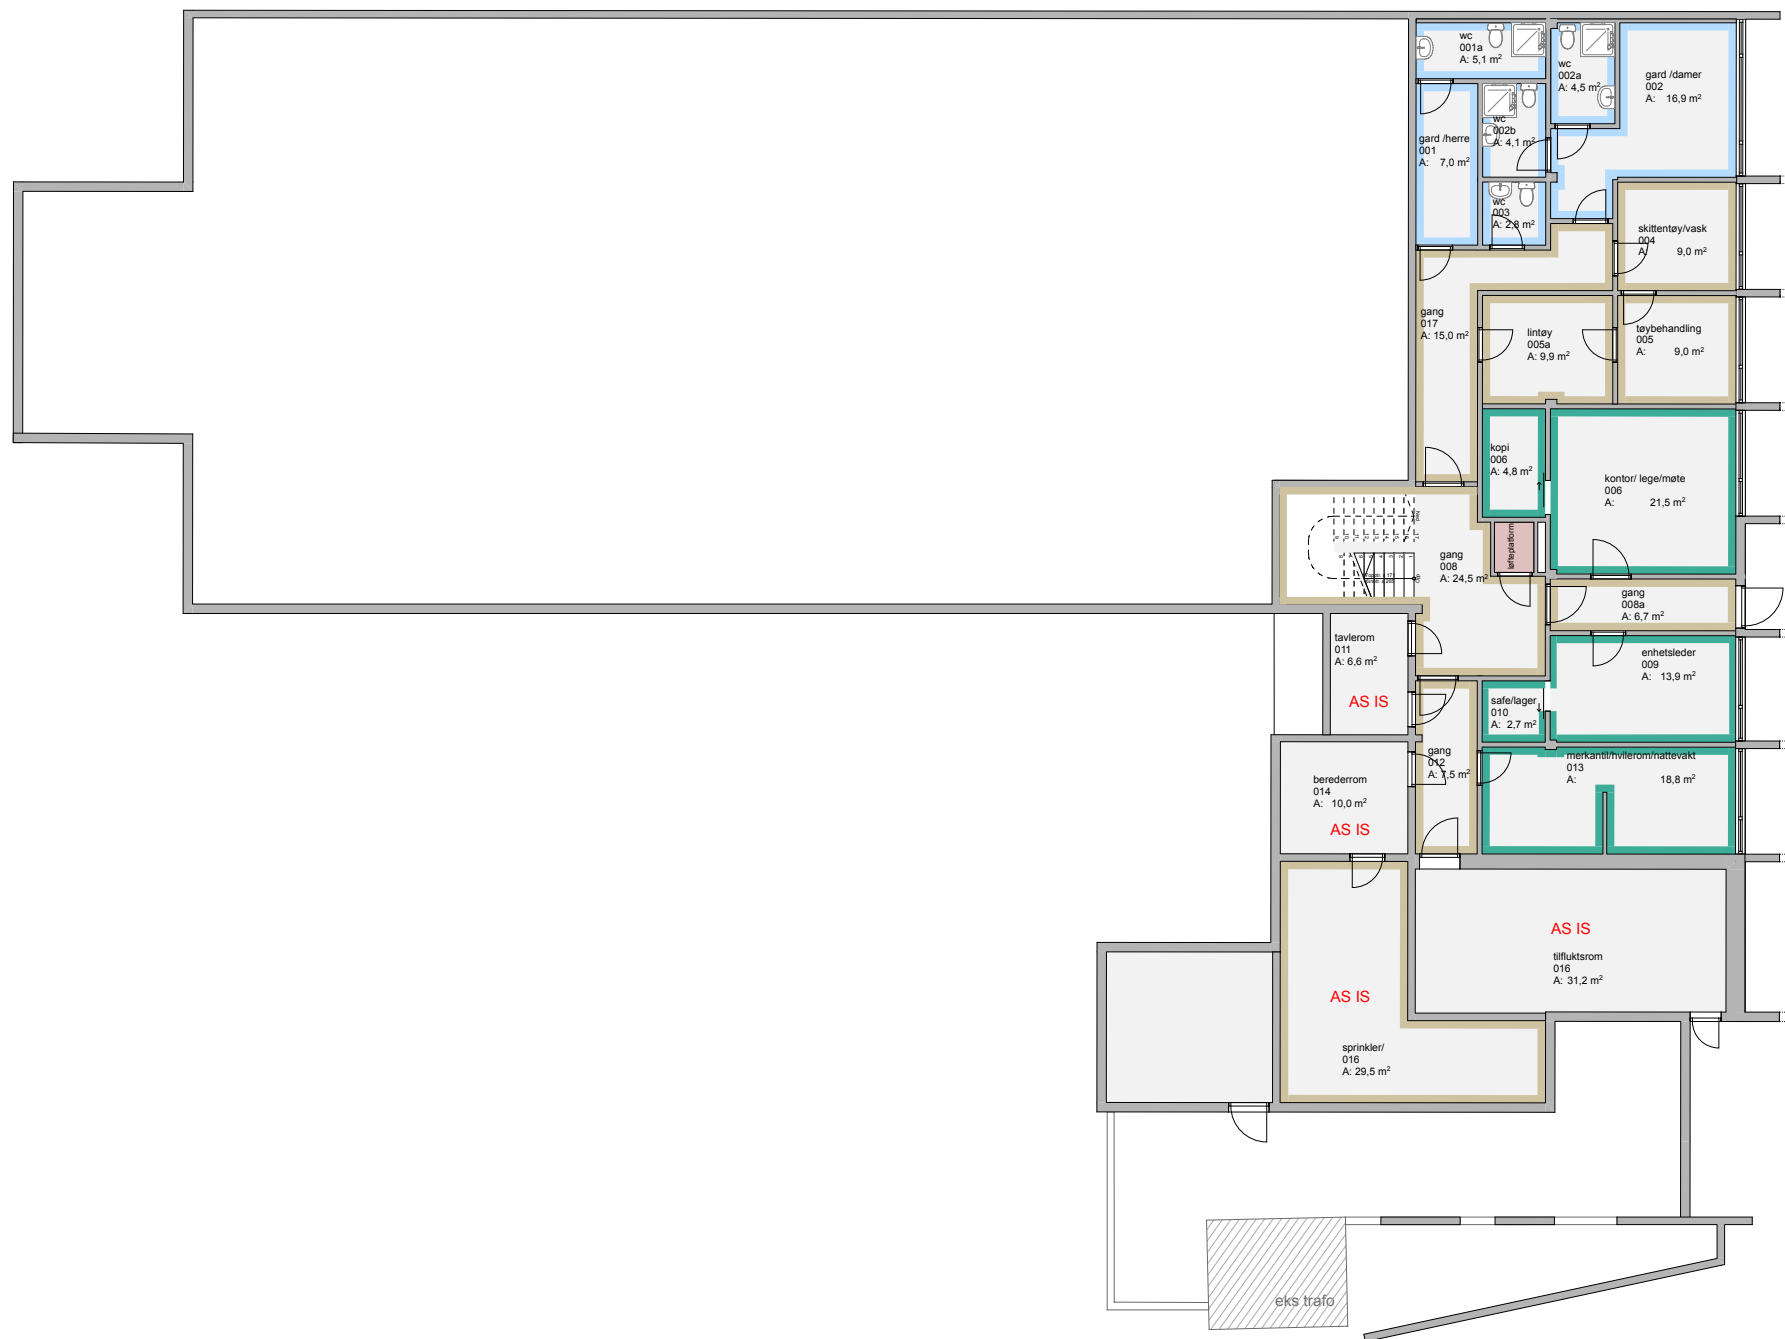 wc
001a
A: 5,1 m²
wc
002a
A: 4,5 m²
gard /damer
002
A: 16,9 m²
wc
002b
A: 4,1 m²
gard /herre
001
A: 7,0 m²
wc
003
A: 2,8 m²
skittentøy/vask
004
A: 9,0 m²
gang
017
A: 15,0 m²
lintøy
005a
A: 9,9 m²
tøybehandling
005
A: 9,0 m²
kopi
006
A: 4,8 m²
kontor/ lege/møte
006
A: 21,5 m²
løfteplattform
gang
008
A: 24,5 m²
gang
008a
A: 6,7 m²
tavlerom
011
A: 6,6 m²
AS IS
enhetsleder
009
A: 13,9 m²
safe/lager
010
A: 2,7 m²
gang
012
A: 7,5 m²
merkantil/hvilerom/nattevakt
013
A: 18,8 m²
berederrom
014
A: 10,0 m²
AS IS
AS IS
tilfluktsrom
016
A: 31,2 m²
AS IS
sprinkler/
016
A: 29,5 m²
eks trafo